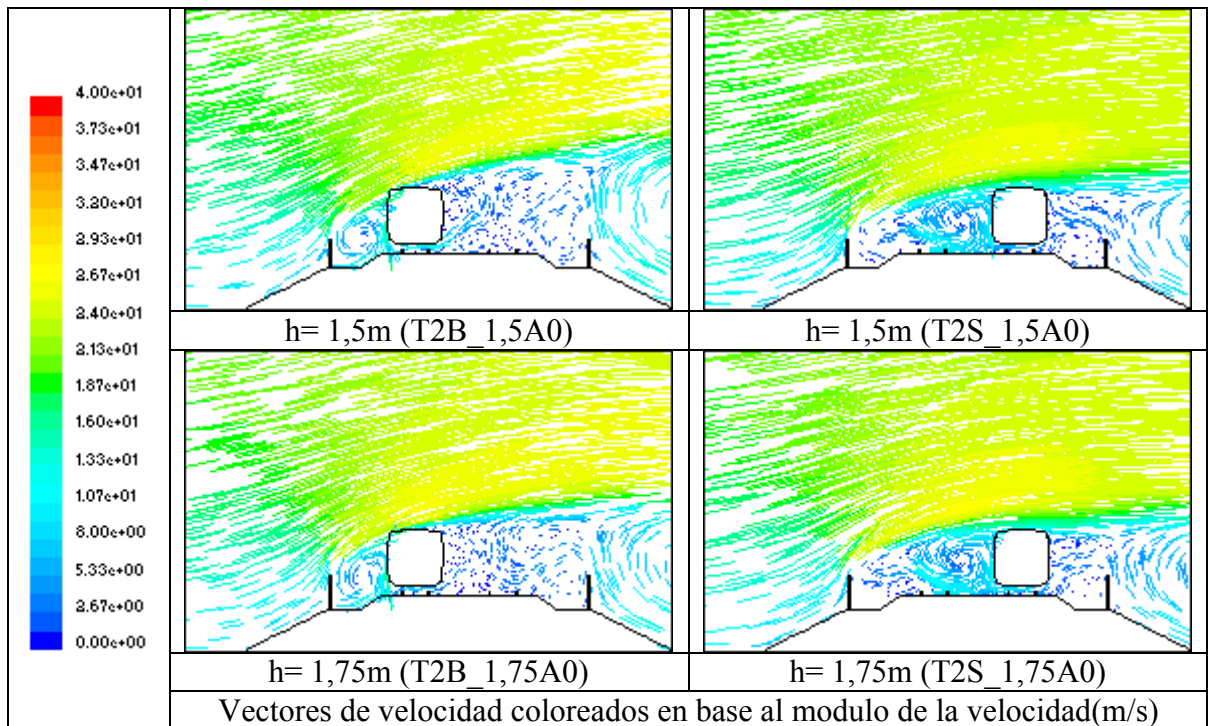 4.00e+01
3.73e+01
3.47e+01
3.20e+01
2.93e+01
2.67e+01
2.40e+01
2.13e+01
1.87e+01
1.60e+01
1.33e+01
1.07e+01
8.00e+00
5.33e+00
2.67e+00
0.00e+00
h= 1,5m (T2B_1,5A0)
h= 1,5m (T2S_1,5A0)
h= 1,75m (T2B_1,75A0)
h= 1,75m (T2S_1,75A0)
Vectores de velocidad coloreados en base al modulo de la velocidad(m/s)